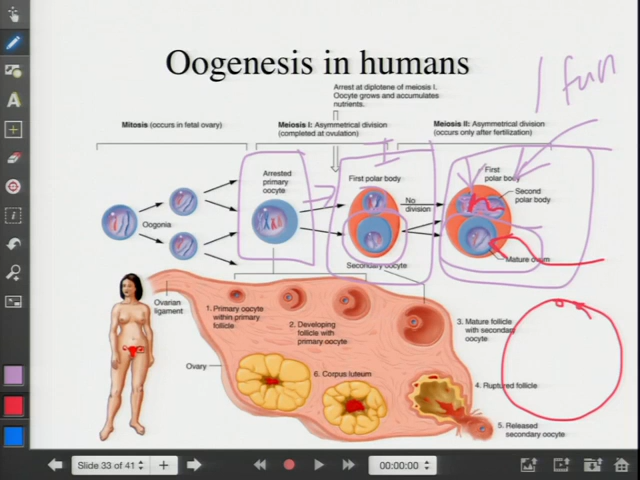 Oogenesis in humans
1 fun
Arrest at diplotene of meiosis I.
Oocyte grows and accumulates
nutrients.
Mitosis (occurs in fetal ovary)
Meiosis I: Asymmetrical division
(completed at ovulation)
Meiosis II: Asymmetrical division
(occurs only after fertilization)
Arrested
primary
oocyte
First polar body
First
polar body
Second
polar body
No
division
Oogonia
Secondary oocyte
Mature ovum
Ovarian
ligament
1. Primary oocyte
within primary
follicle
2. Developing
follicle with
primary oocyte
3. Mature follicle
with secondary
oocyte
Ovary
6. Corpus luteum
4. Ruptured follicle
5. Released
secondary oocyte
Slide 33 of 41
00:00:00